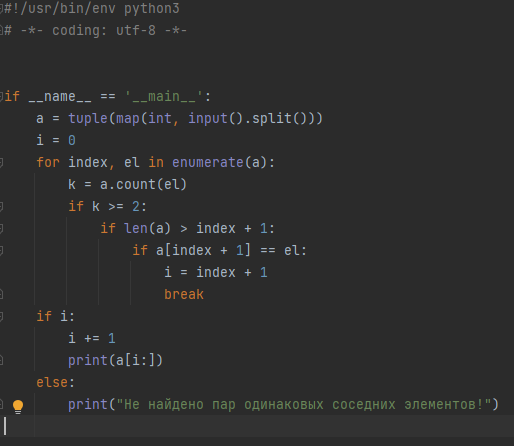 #!/usr/bin/env python3
# -*- coding: utf-8 -*-
if __name__ == '__main__':
    a = tuple(map(int, input().split()))
    i = 0
    for index, el in enumerate(a):
        k = a.count(el)
        if k >= 2:
            if len(a) > index + 1:
                if a[index + 1] == el:
                    i = index + 1
                    break
    if i:
        i += 1
        print(a[i:])
    else:
        print("Не найдено пар одинаковых соседних элементов!")